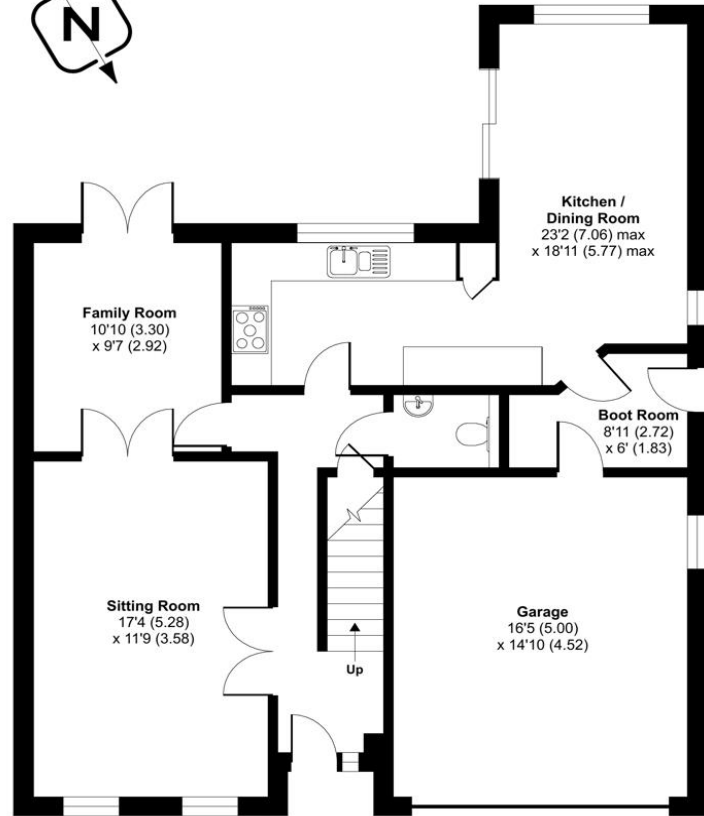 N
Kitchen /
Dining Room
23'2 (7.06) max
x 18'11 (5.77) max
Family Room
10'10 (3.30)
x 9'7 (2.92)
Boot Room
8'11 (2.72)
x 6' (1.83)
Sitting Room
17'4 (5.28)
x 11'9 (3.58)
Garage
16'5 (5.00)
x 14'10 (4.52)
Up